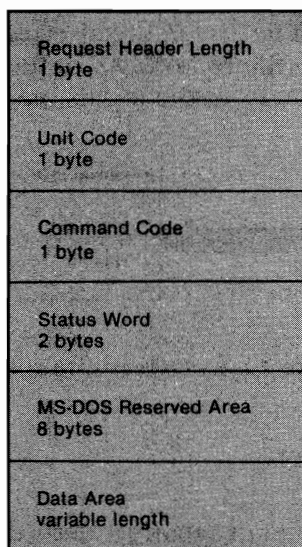 Request Header Length
1 byte
Unit Code
1 byte
Command Code
1 byte
Status Word
2 bytes
MS-DOS Reserved Area
8 bytes
Data Area
variable length